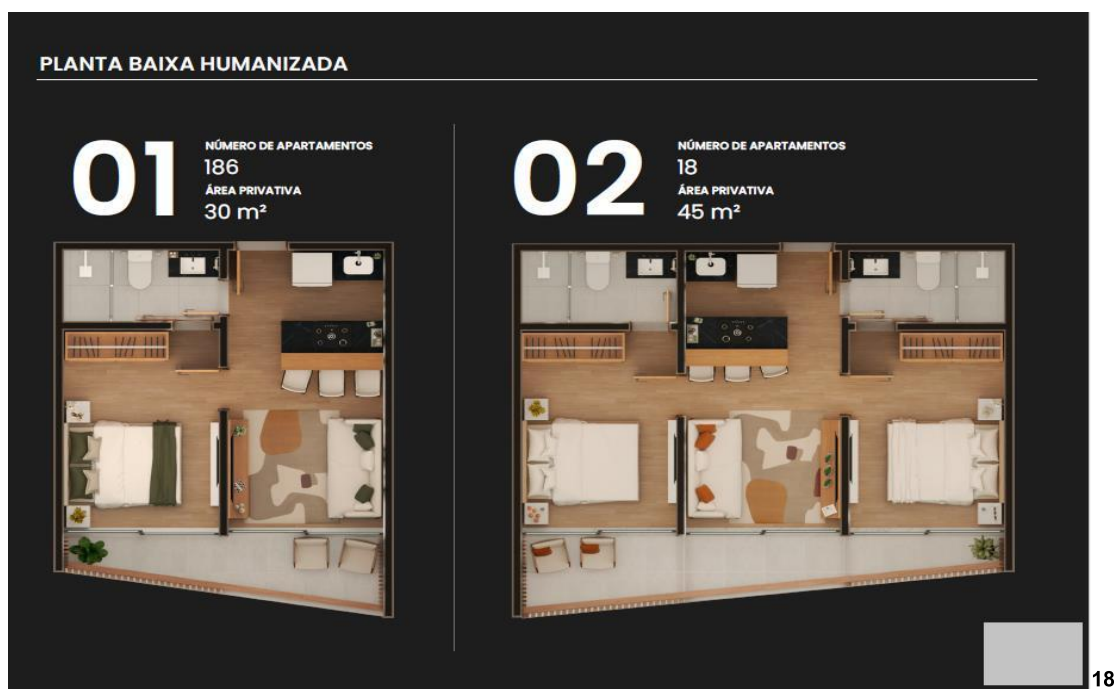 PLANTA BAIXA HUMANIZADA
01
NÚMERO DE APARTAMENTOS
186
ÁREA PRIVATIVA
30 m²
02
NÚMERO DE APARTAMENTOS
18
ÁREA PRIVATIVA
45 m²
18